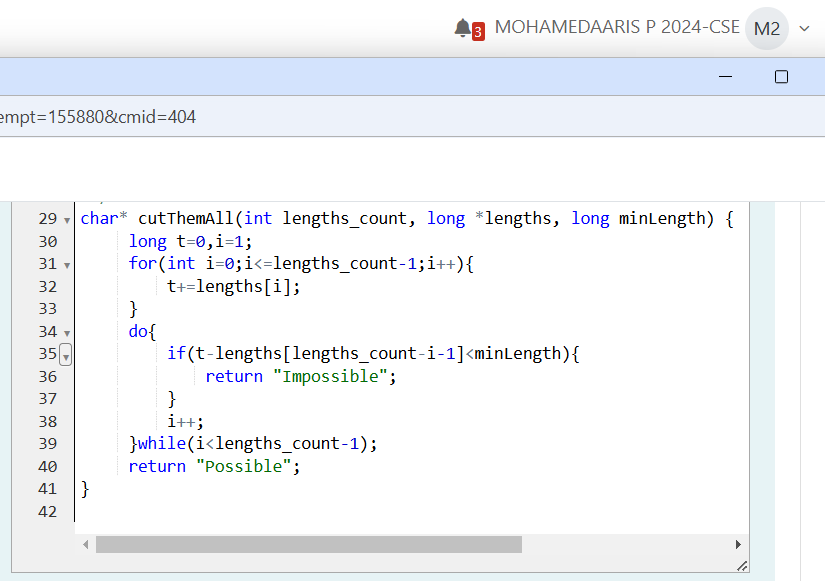 3 MOHAMEDAARIS P 2024-CSE M2
empt=155880&cmid=404
29 char* cutThemAll(int lengths_count, long *lengths, long minLength) {
30 long t=0,i=1;
31 for(int i=0;i<=lengths_count-1;i++){
32 t+=lengths[i];
33 }
34 do{
35 if(t-lengths[lengths_count-i-1]<minLength){
36 return "Impossible";
37 }
38 i++;
39 }while(i<lengths_count-1);
40 return "Possible";
41 }
42